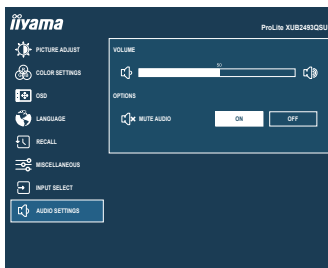 iiyama
ProLite XUB2493QSU
PICTURE ADJUST
COLOR SETTINGS
OSD
LANGUAGE
RECALL
MISCELLANEOUS
INPUT SELECT
AUDIO SETTINGS
VOLUME
50
OPTIONS
MUTE AUDIO
ON
OFF